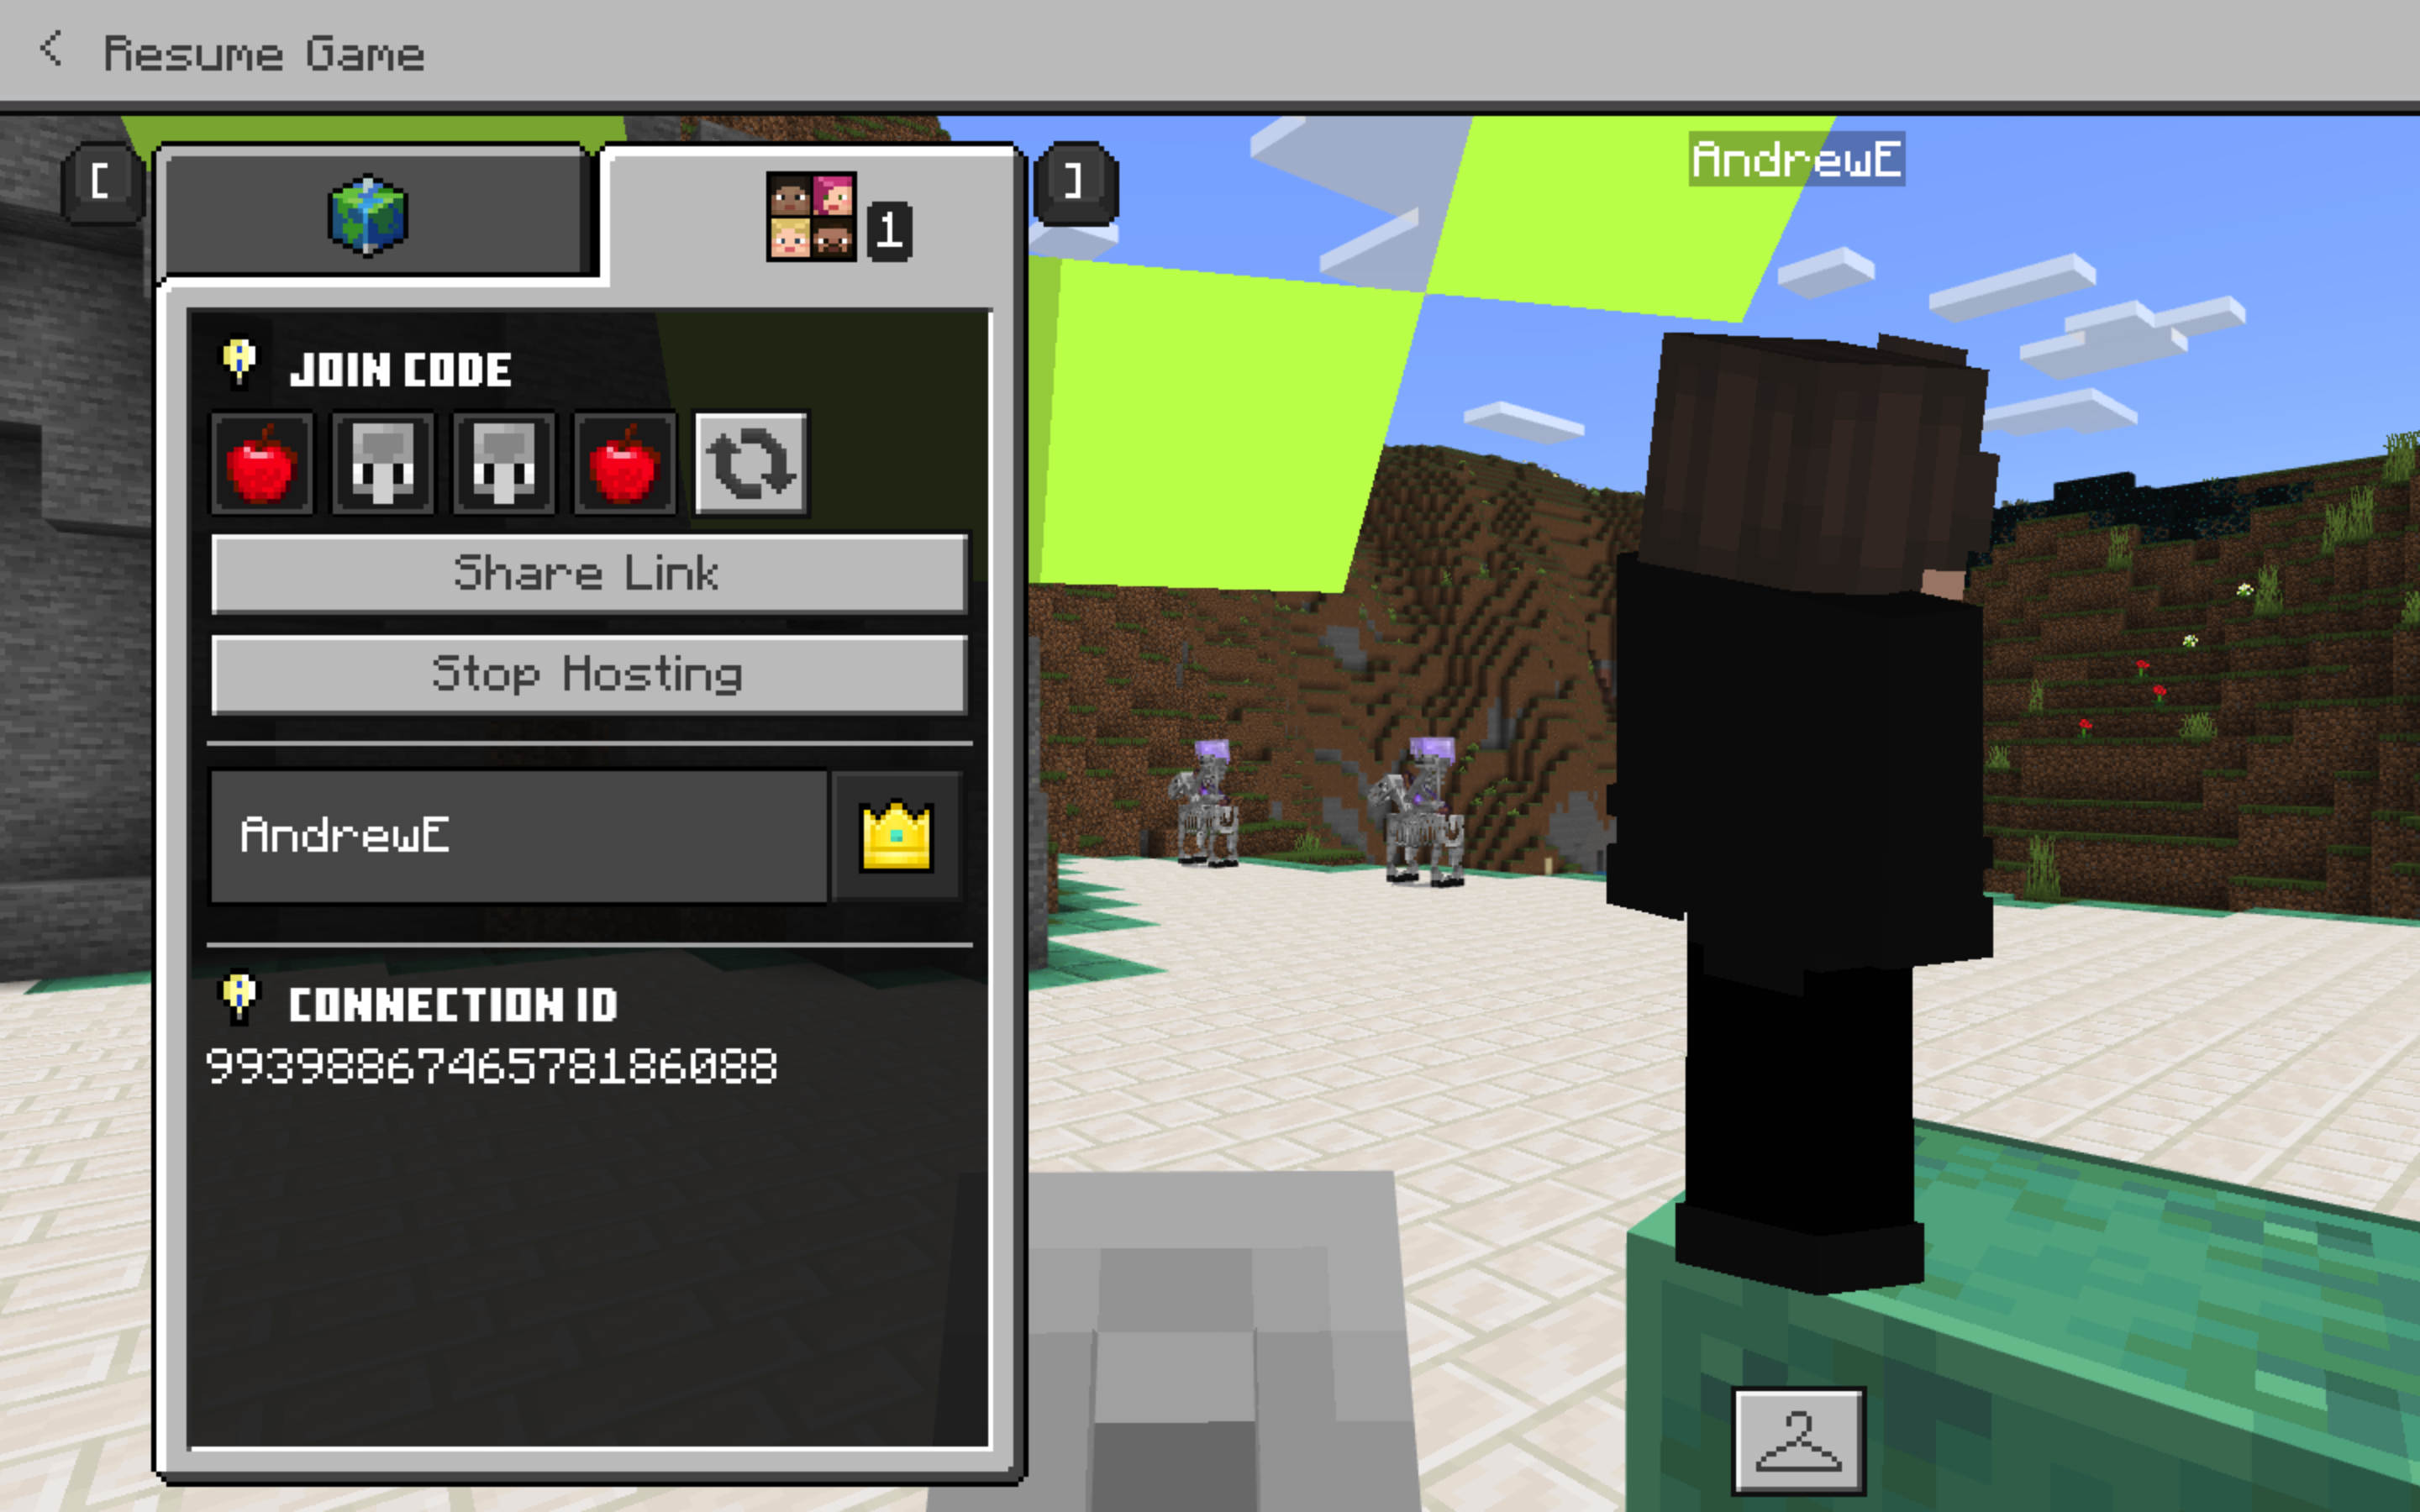 Resume Game
[
1
]
AndrewE
JOIN CODE
Share Link
Stop Hosting
AndrewE
CONNECTION ID
9939886746578186088